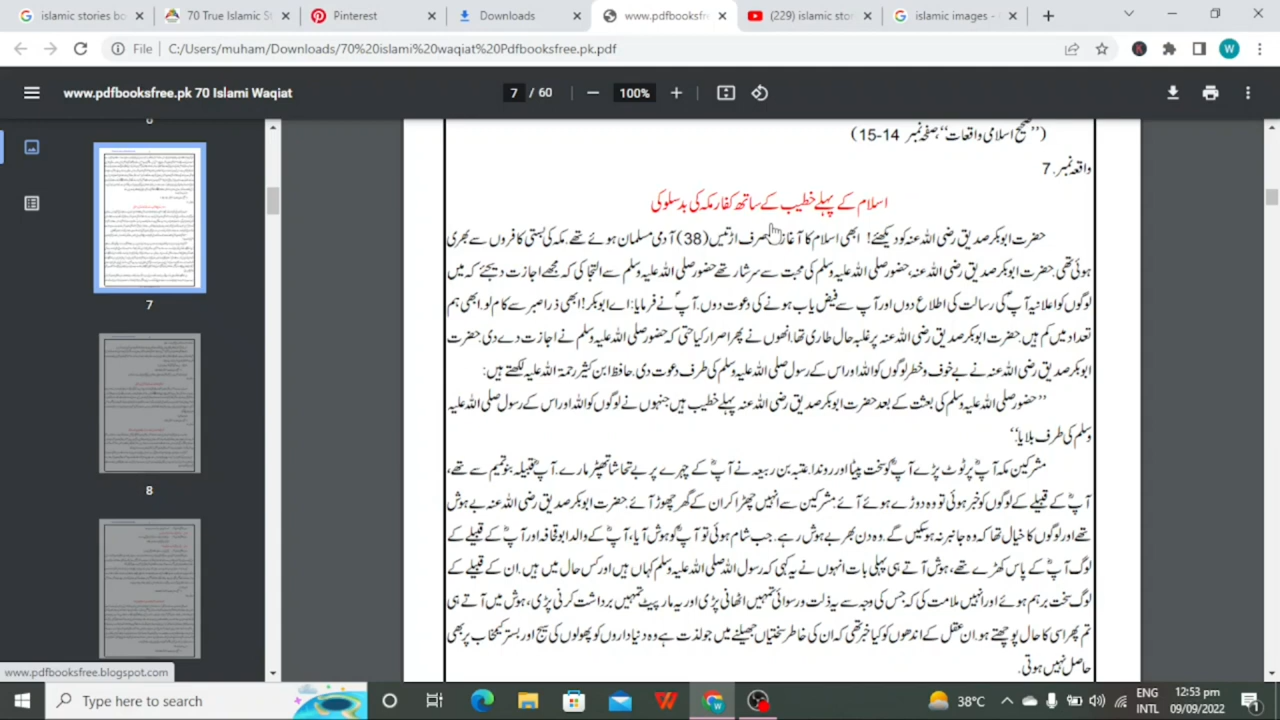 islamic stories bo
70 True Islamic St
Pinterest
Downloads
www.pdfbooksfre
(229) islamic stor
islamic images -
File
C:/Users/muham/Downloads/70%20islami%20waqiat%20Pdfbooksfree.pk.pdf
www.pdfbooksfree.pk 70 Islami Waqiat
7 / 60
100%
(''صحیح اسلامی واقعات''، صفحہ نمبر 14-15)
واقعہ نمبر 7.
اسلام کے پہلے خطیب کے ساتھ کفار مکہ کی بدسلوکی
حضرت ابوبکر صدیق رضی اللہ عنہ کو دیکھئے! ابھی اسلام کا آغاز صرف اڑتیس (38) آدمی مسلمان ہوئے تھے مکہ کی بستی کافروں سے بھری
ہوئی تھی. حضرت ابوبکر صدیق رضی اللہ عنہ، حضور صلی اللہ علیہ وسلم کی محبت سے سرشار تھے حضور صلی اللہ علیہ وسلم سے التجا کی کہ مجھے اجازت دیجئے کہ میں
لوگوں کو اعلانیہ آپ کی رسالت کی اطلاع دوں اور آپ سے فیض یاب ہونے کی دعوت دوں. آپ نے فرمایا: اے ابوبکر! ابھی ذرا صبر سے کام لو. ابھی ہم
تعداد میں کم ہیں. حضرت ابوبکر صدیق رضی اللہ عنہ پر غلبہ حال طاری تھا. انھوں نے پھر اصرار کیا حتی کہ حضور صلی اللہ علیہ وسلم نے اجازت دے دی. حضرت
ابوبکر صدیق رضی اللہ عنہ نے بے خوف و خطر لوگوں کو اللہ اور اس کے رسول صلی اللہ علیہ وسلم کی طرف دعوت دی. حافظ ابن کثیر رحمۃ اللہ علیہ لکھتے ہیں:
''حضور صلی اللہ علیہ وسلم کی بعثت کے بعد حضرت ابوبکر صدیق رضی اللہ عنہ پہلے خطیب ہیں جنہوں نے لوگوں کو اللہ اور اس کے رسول صلی اللہ علیہ
وسلم کی طرف بلایا''
مشرکین مکہ آپؓ پر ٹوٹ پڑے آپؓ کو سخت پیٹا اور روندا. عتبہ بن ربیعہ نے آپؓ کے چہرے پر بے تحاشا تھپڑ مارے. آپؓ قبیلہ بنو تمیم سے تھے،
آپؓ کے قبیلے کے لوگوں کو خبر ہوئی تو وہ دوڑے ہوئے آئے. مشرکین سے انہیں چھڑا کر ان کے گھر چھوڑ آئے. حضرت ابوبکر صدیق رضی اللہ عنہ بے ہوش
تھے اور لوگوں کا خیال تھا کہ وہ جانبر نہ ہو سکیں گے. وہ دن بھر بے ہوش رہے. جب شام ہوئی تو آپؓ کو ہوش آیا، آپؓ کے والد ابو قحافہ اور آپ کے قبیلے کے
لوگ آپؓ کے پاس کھڑے تھے، ہوش آتے ہی پہلی بات انہوں نے یہ کہی کہ رسول اللہ صلی اللہ علیہ وسلم کہاں ہیں اور کس حال میں ہیں. ان کے قبیلے کے
لوگ سخت برہم ہوئے اور انہیں ملامت کی کہ جس کی وجہ سے یہ ذلت و رسوائی تمہیں اٹھانی پڑی اور یہ مار پیٹ تمہیں برداشت کرنی پڑی، ہوش میں آتے ہی
تم پھر اسی کا حال پوچھتے ہو. ان عقل کے اندھوں کو کیا خبر تھی کہ ان کی خاطر سختیاں جھیلنے میں جو لذت ہے وہ دنیا داروں کو پھولوں کی سیج اور بستر پر بھی
حاصل نہیں ہوتی.
7
8
www.pdfbooksfree.blogspot.com
Type here to search
38°C
ENG
INTL
12:53 pm
09/09/2022